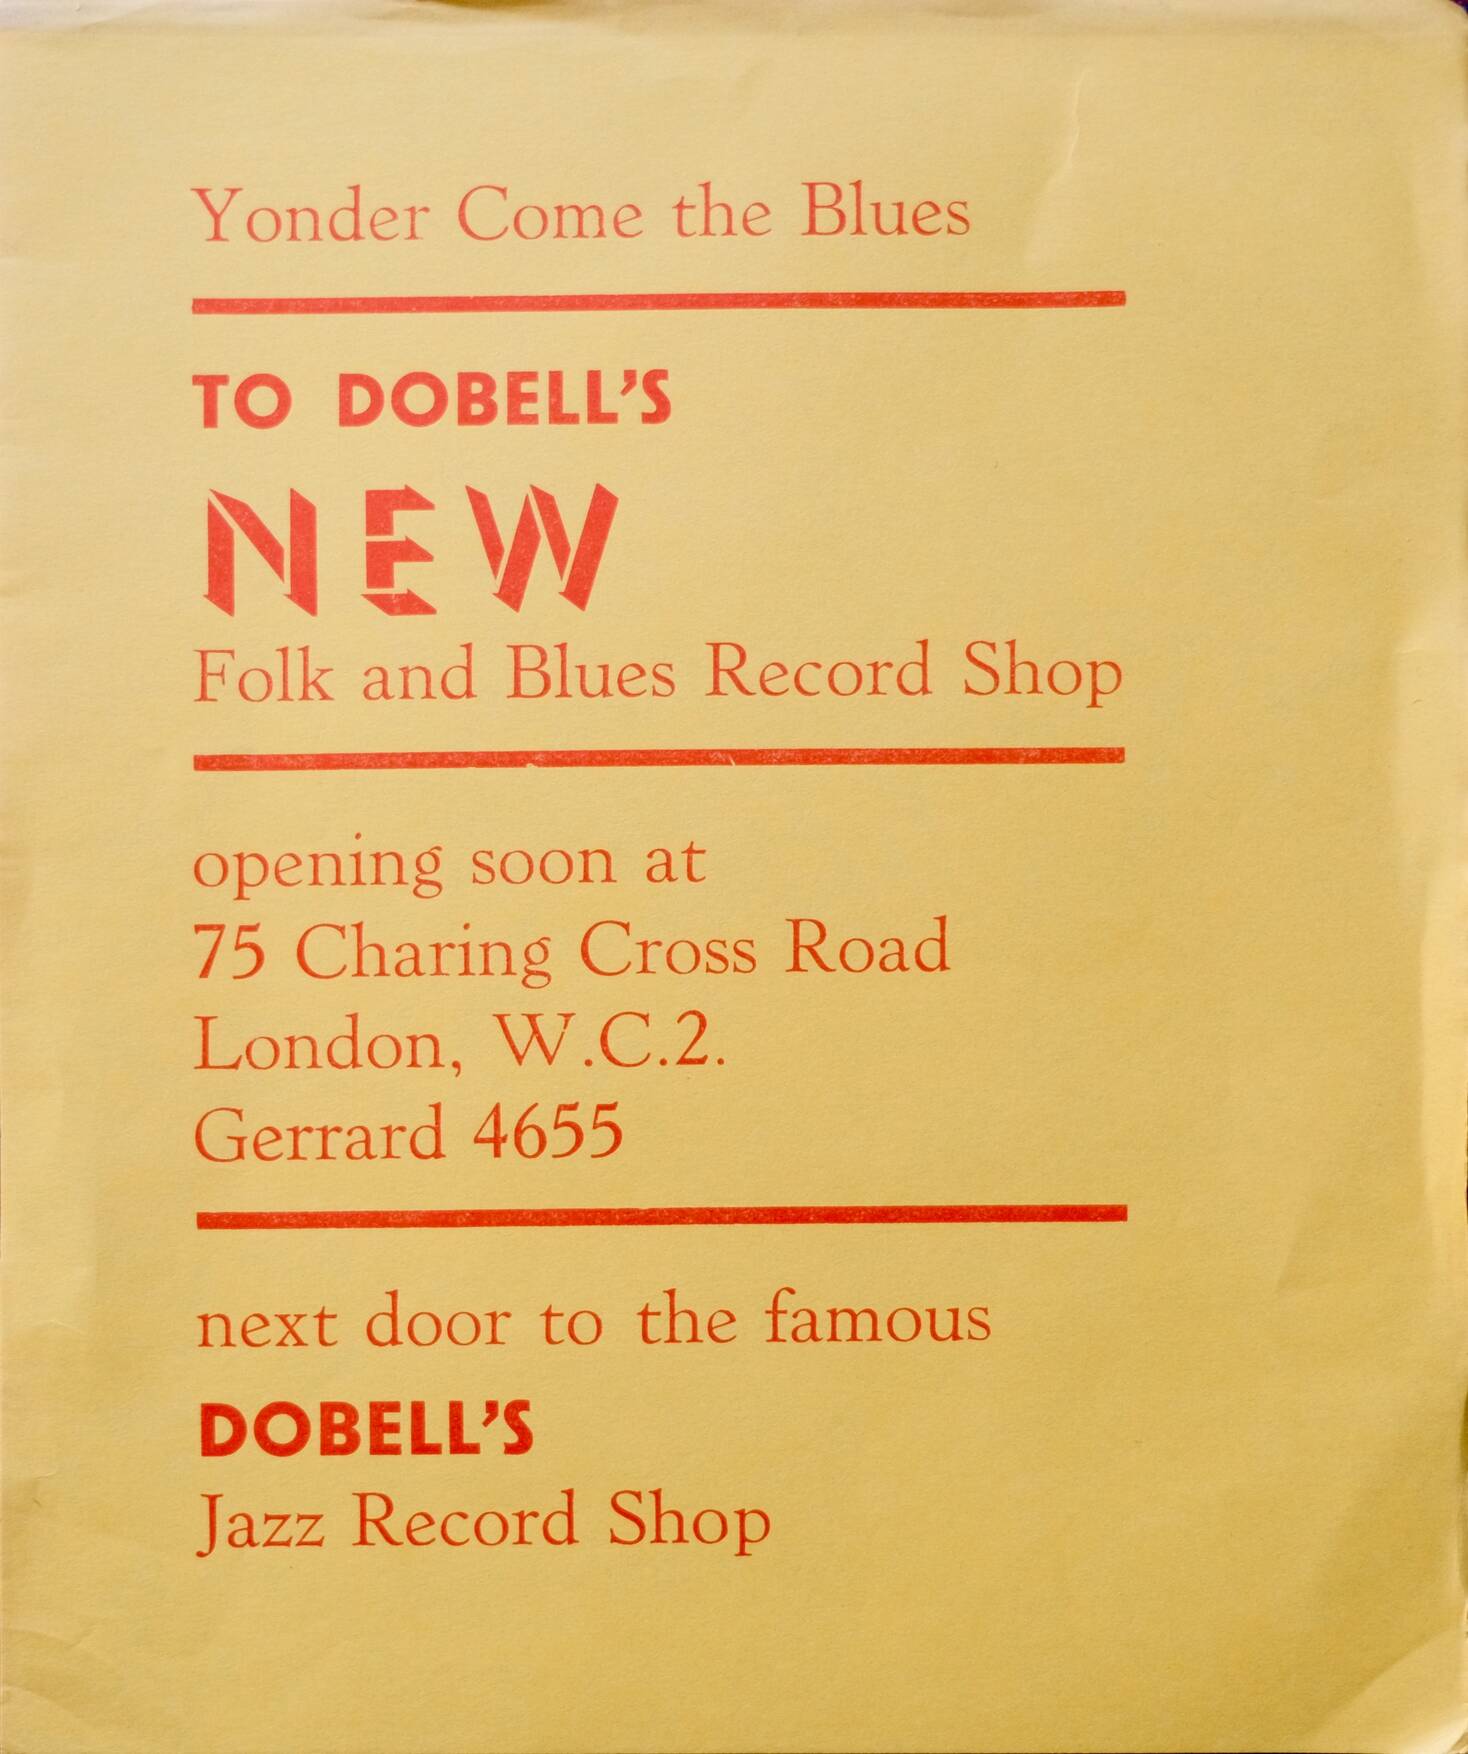 Yonder Come the Blues
TO DOBELL'S
NEW
Folk and Blues Record Shop
opening soon at
75 Charing Cross Road
London, W.C.2.
Gerrard 4655
next door to the famous
DOBELL'S
Jazz Record Shop